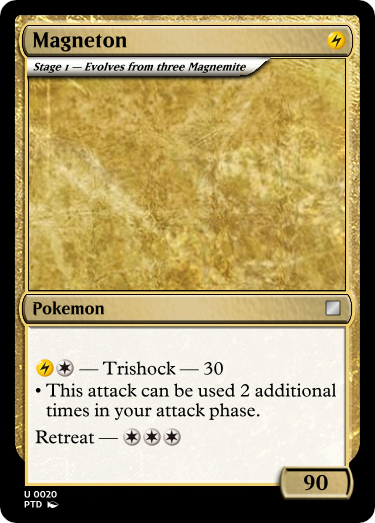 Magneton
Stage 1 — Evolves from three Magnemite
Pokemon
— Trishock — 30
• This attack can be used 2 additional
times in your attack phase.
Retreat —
90
U 0020
PTD